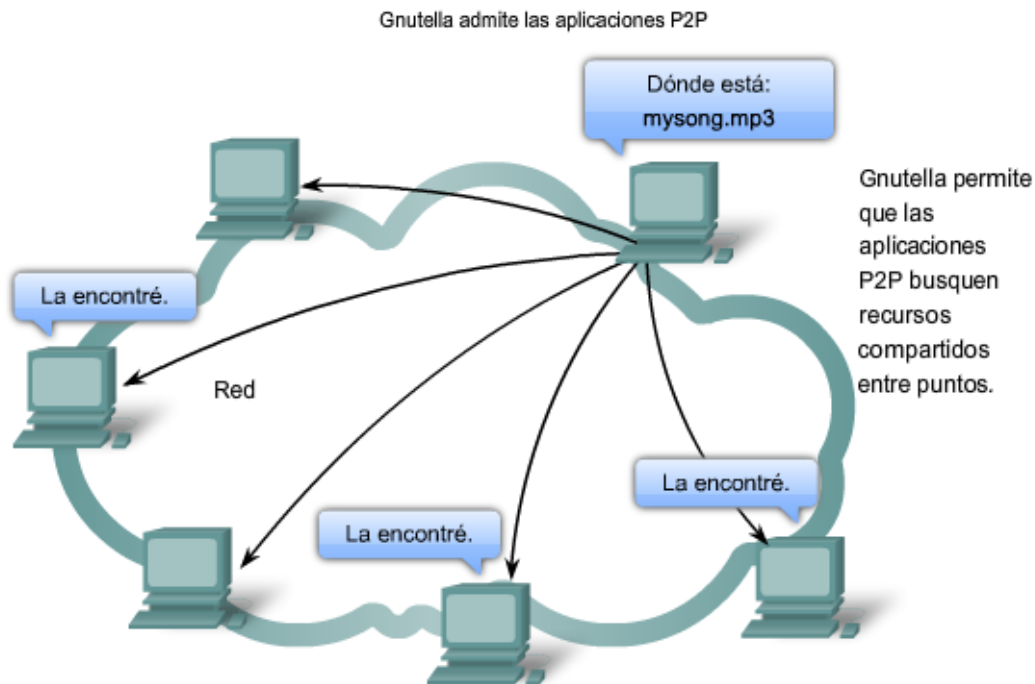 Gnutella admite las aplicaciones P2P
Dónde está:
mysong.mp3
Gnutella permite
que las
aplicaciones
P2P busquen
recursos
compartidos
entre puntos.
La encontré.
Red
La encontré.
La encontré.